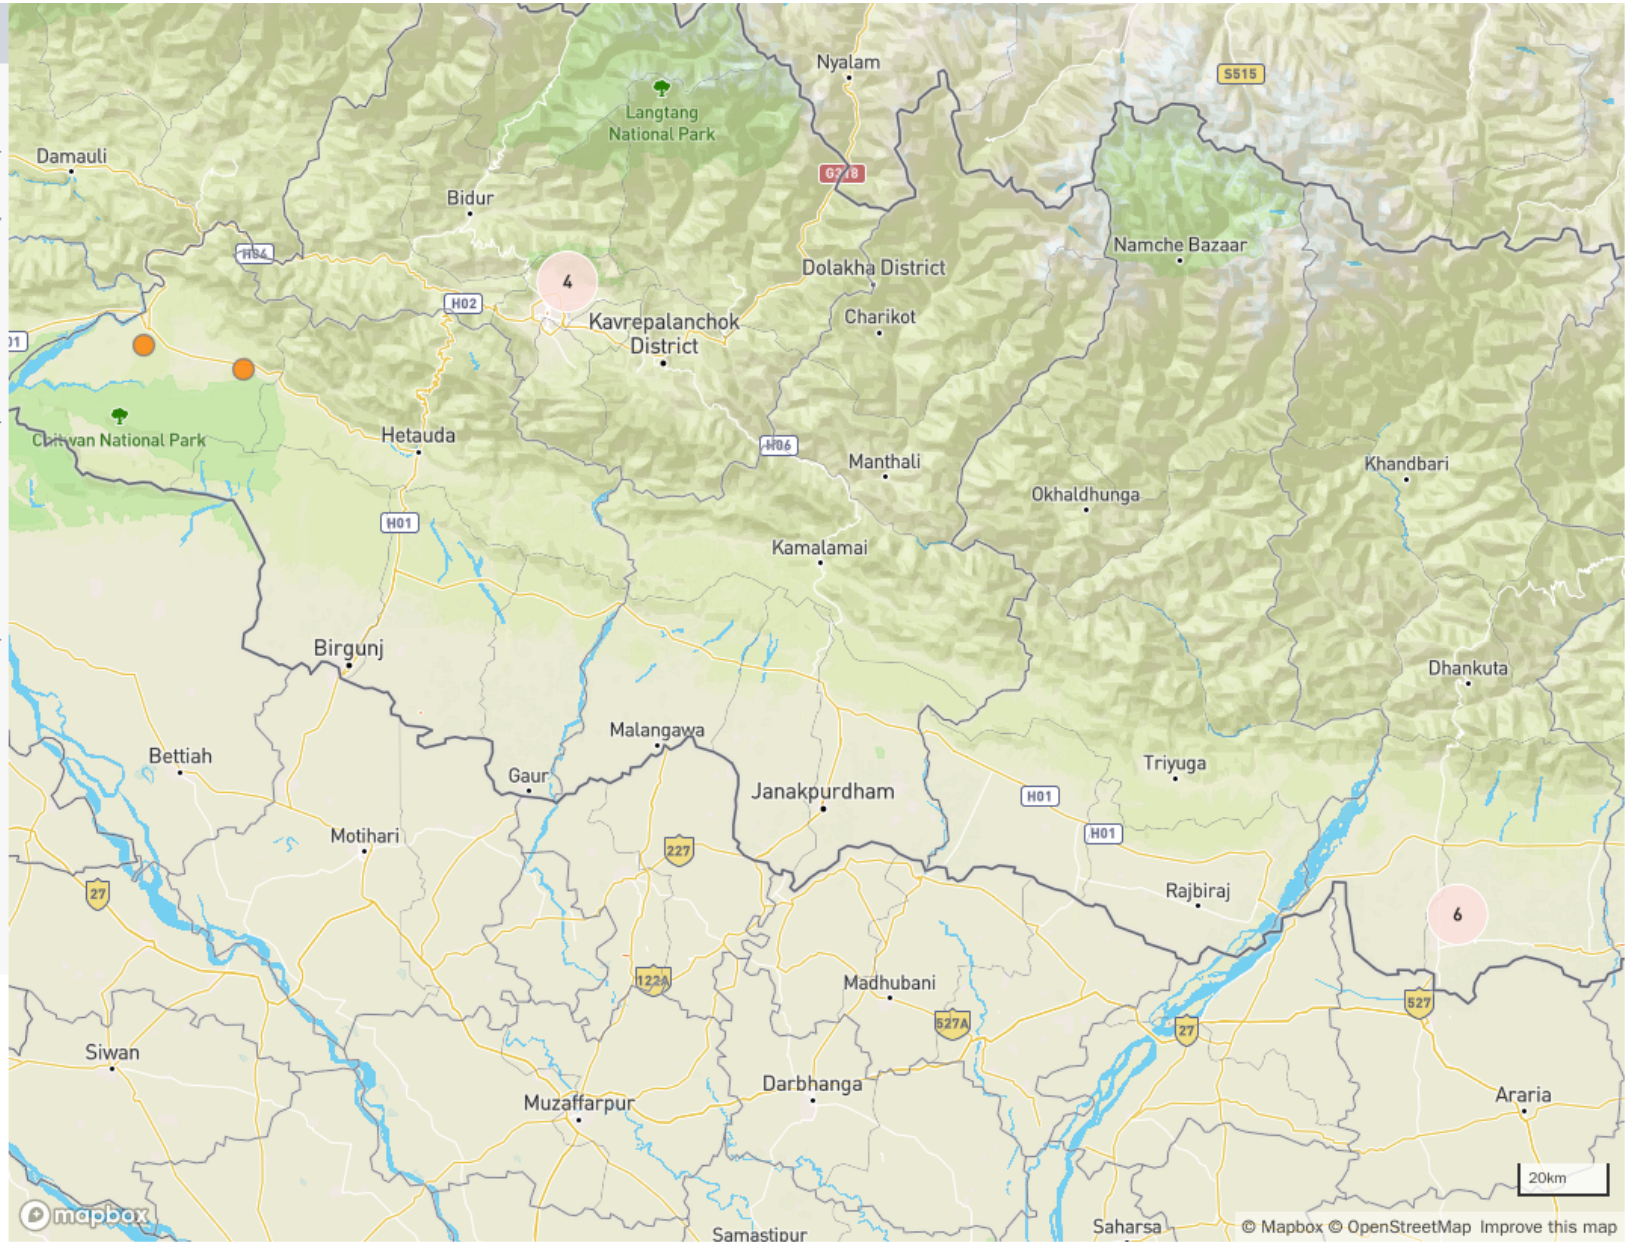 Nyalam
S515
Langtang
National Park
Damauli
G318
Bidur
Namche Bazaar
H06
Dolakha District
4
H02
Charikot
Kavrepalanchok
District
01
Chitwan National Park
Hetauda
H06
Manthali
Khandbari
Okhaldhunga
H01
Kamalamai
Birgunj
Dhankuta
Malangawa
Bettiah
Gaur
Triyuga
Janakpurdham
H01
Motihari
H01
227
27
Rajbiraj
6
122A
Madhubani
527
527A
27
Siwan
Darbhanga
Muzaffarpur
Araria
20km
mapbox
Samastipur
Saharsa
© Mapbox © OpenStreetMap Improve this map